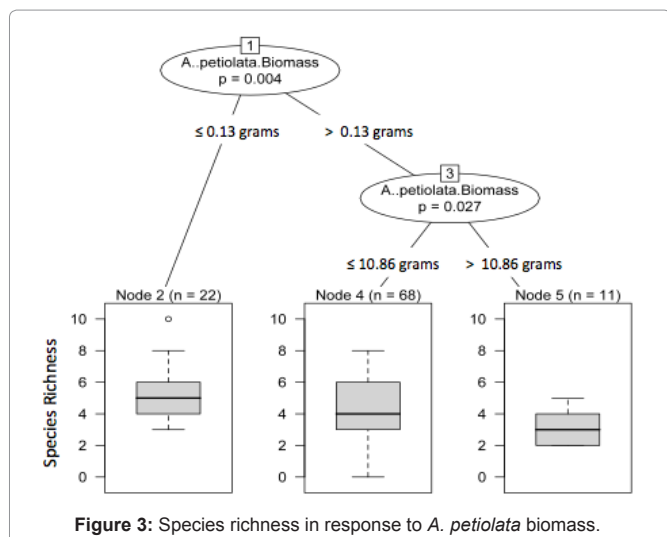 1
A..petiolata.Biomass
p = 0.004
≤ 0.13 grams > 0.13 grams
3
A..petiolata.Biomass
p = 0.027
≤ 10.86 grams > 10.86 grams
Node 2 (n = 22) Node 4 (n = 68) Node 5 (n = 11)
Species Richness
10 10 10
8 8 8
6 6 6
4 4 4
2 2 2
0 0 0
Figure 3: Species richness in response to A. petiolata biomass.